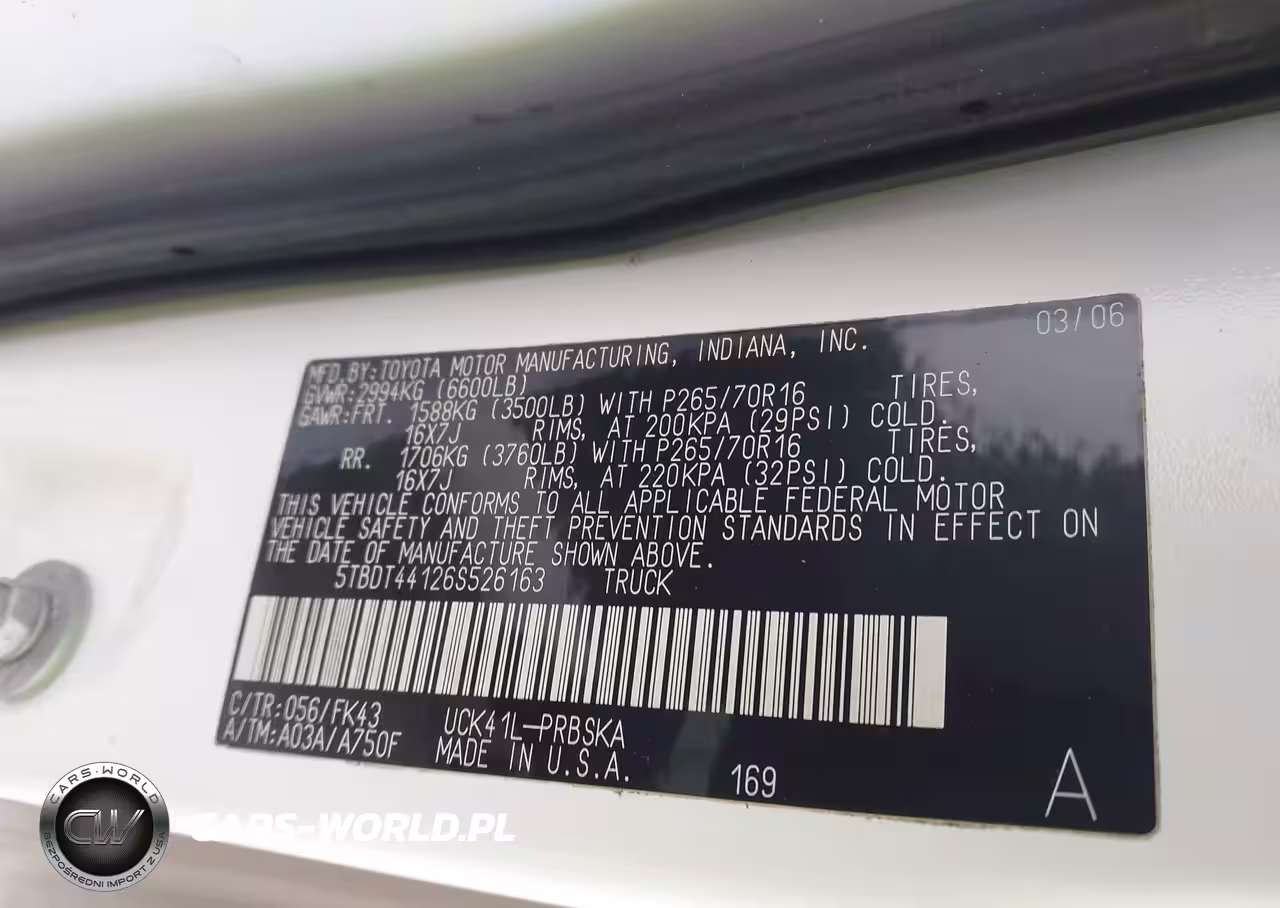 03/06
MFD.BY:TOYOTA MOTOR MANUFACTURING, INDIANA, INC.
GVWR:2994KG (6600LB)
GAWR:FRT. 1588KG (3500LB) WITH P265/70R16 TIRES,
16X7J RIMS, AT 200KPA (29PSI) COLD.
RR. 1706KG (3760LB) WITH P265/70R16 TIRES,
16X7J RIMS, AT 220KPA (32PSI) COLD.
THIS VEHICLE CONFORMS TO ALL APPLICABLE FEDERAL MOTOR
VEHICLE SAFETY AND THEFT PREVENTION STANDARDS IN EFFECT ON
THE DATE OF MANUFACTURE SHOWN ABOVE.
5TBDT44126S526163 TRUCK
C/TR:056/FK43 UCK41L-PRBSKA
A/TM:A03A/A750F MADE IN U.S.A. 169 A
CARS-WORLD
CW
BEZPOŚREDNI IMPORT Z USA
CARS-WORLD.PL